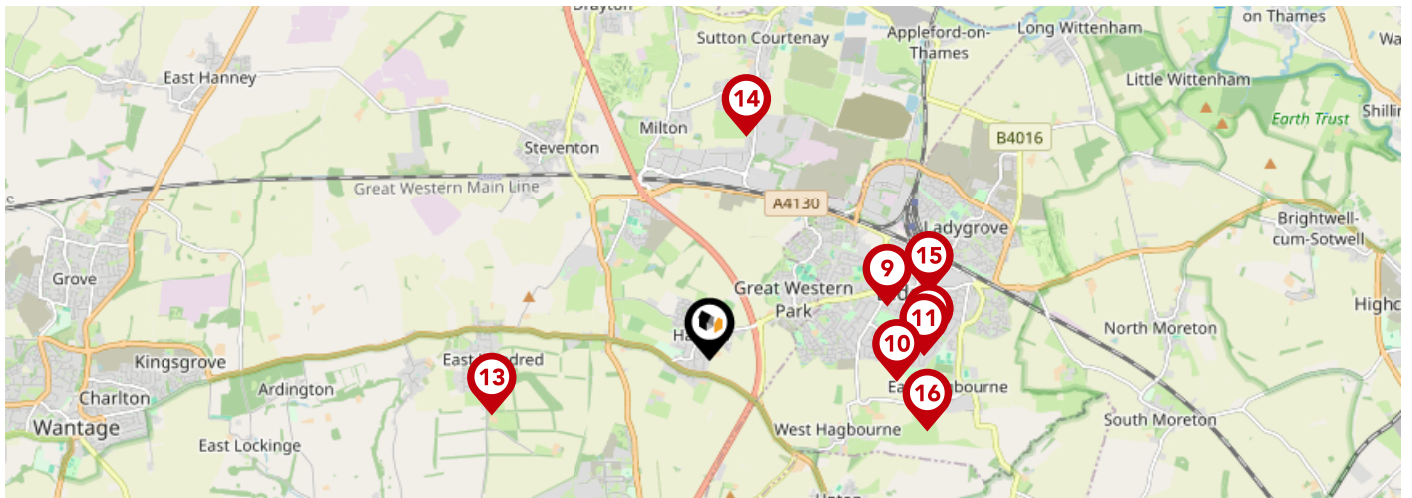 Drayton
on Thames
Sutton Courtenay
Appleford-on-
Thames
Long Wittenham
East Hanney
Little Wittenham
14
Earth Trust
Milton
B4016
Steventon
Great Western Main Line
A4130
Brightwell-
cum-Sotwell
Ladygrove
15
9
Grove
Great Western
Park
11
North Moreton
10
Kingsgrove
13
Ardington
Charlton
16
South Moreton
Wantage
West Hagbourne
East Lockinge